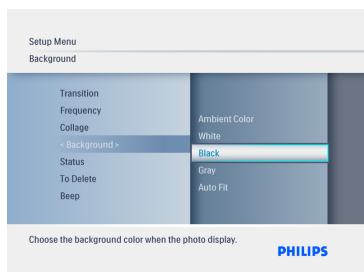 Setup Menu
Background
Transition
Frequency
Collage
< Background >
Status
To Delete
Beep
Ambient Color
White
Black
Gray
Auto Fit
Choose the background color when the photo display.
PHILIPS